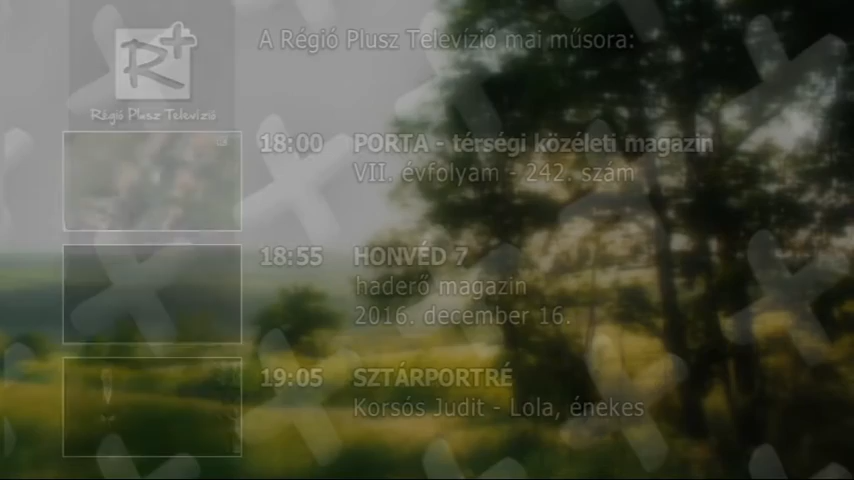 R+
Régió Plusz Televízió
A Régió Plusz Televízió mai műsora:
18:00 PORTA - térségi közéleti magazin
VII. évfolyam - 242. szám
18:55 HONVÉD 7
haderő magazin
2016. december 16.
19:05 SZTÁRPORTRÉ
Korsós Judit - Lola, énekes